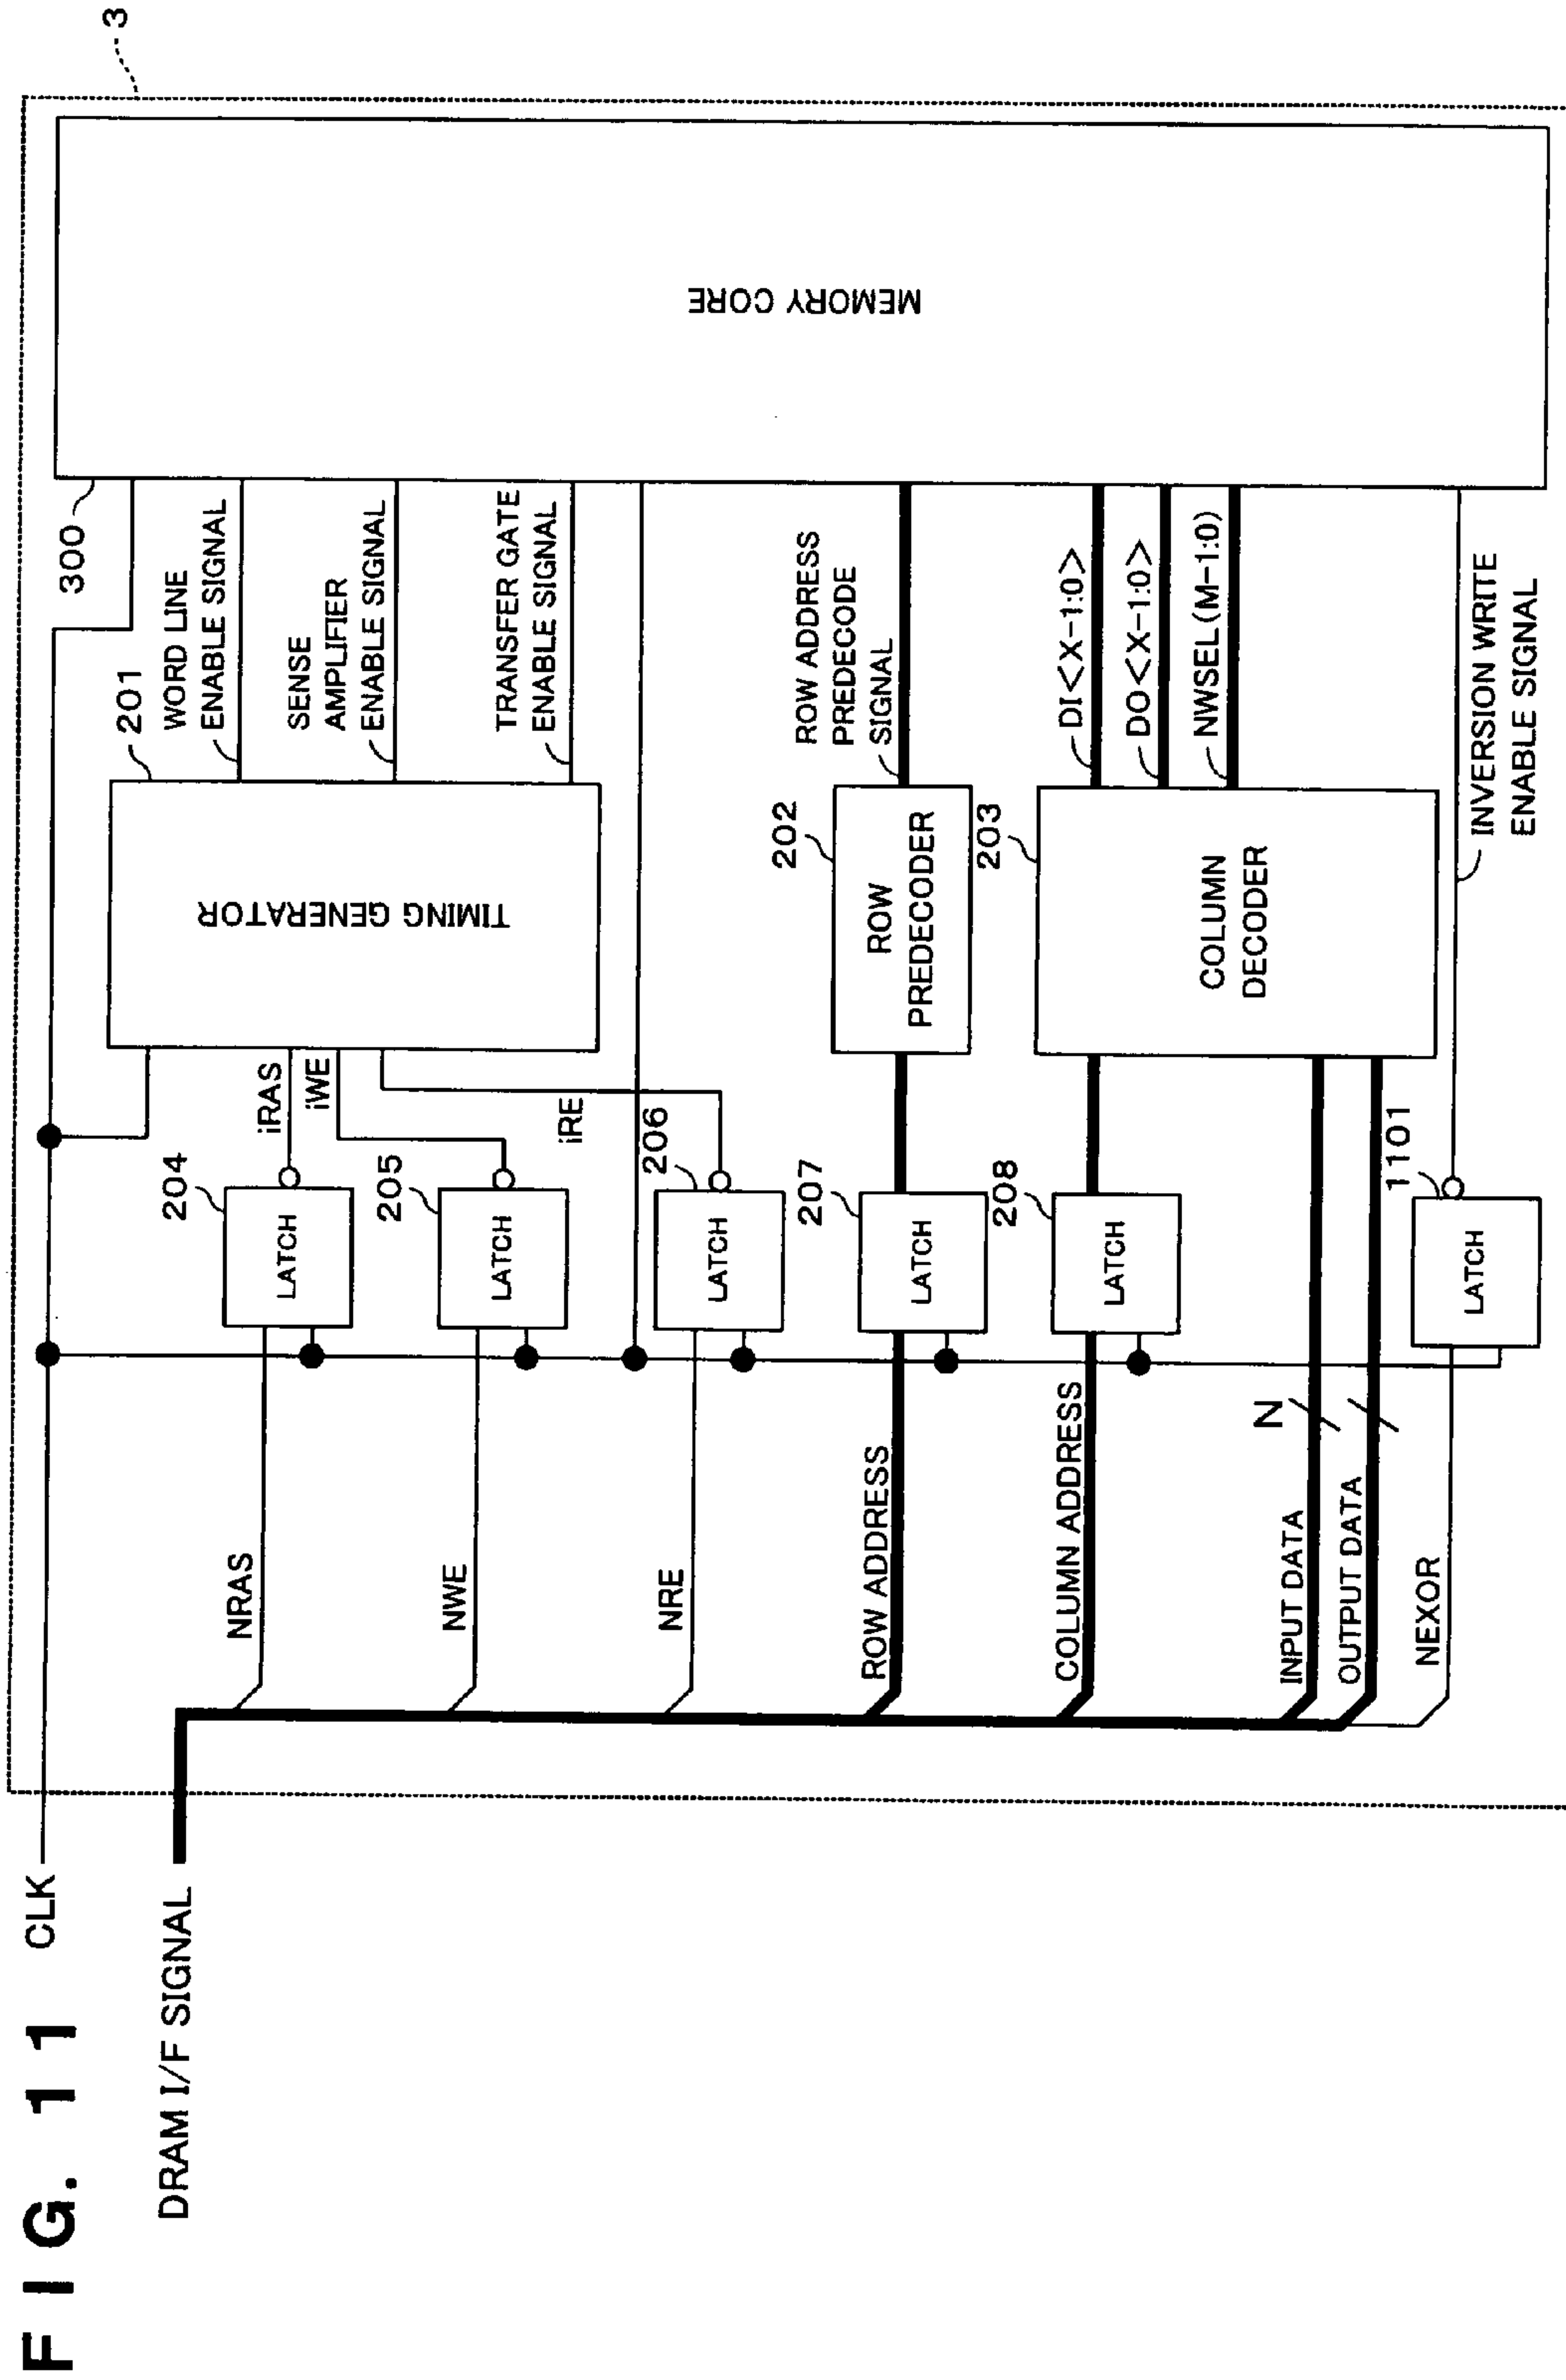 FIG. 11
CLK
DRAM I/F SIGNAL
3
300
MEMORY CORE
201
TIMING GENERATOR
WORD LINE
ENABLE SIGNAL
SENSE
AMPLIFIER
ENABLE SIGNAL
TRANSFER GATE
ENABLE SIGNAL
NRAS
204
LATCH
iRAS
NWE
205
LATCH
iWE
NRE
206
LATCH
iRE
ROW ADDRESS
207
LATCH
202
ROW
PREDECODER
ROW ADDRESS
PREDECODE
SIGNAL
COLUMN ADDRESS
208
LATCH
203
COLUMN
DECODER
DI<X-1:0>
DO<X-1:0>
NWSEL(M-1:0)
INPUT DATA
N
OUTPUT DATA
NEXOR
1101
LATCH
INVERSION WRITE
ENABLE SIGNAL